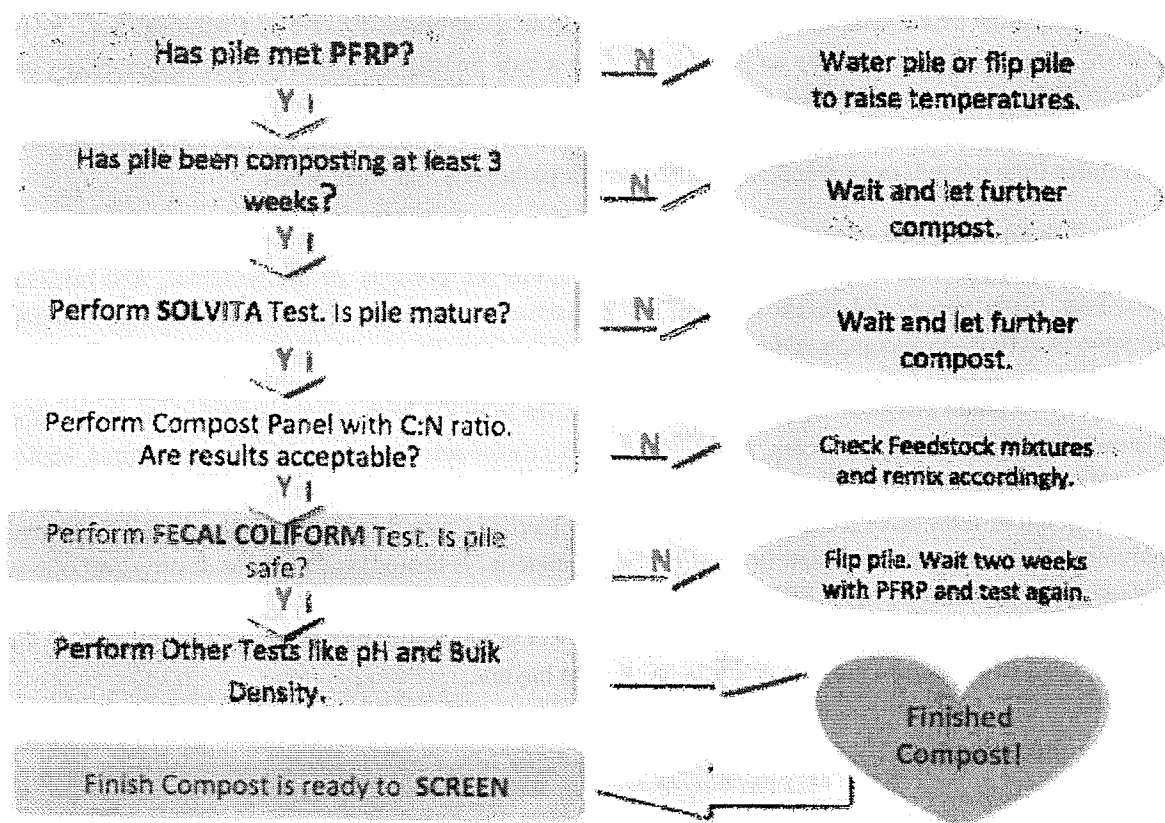 Has pile met PFRP?
N
Water pile or flip pile
to raise temperatures.
Y
Has pile been composting at least 3
weeks?
N
Wait and let further
compost.
Y
Perform SOLVITA Test. Is pile mature?
N
Wait and let further
compost.
Y
Perform Compost Panel with C:N ratio.
Are results acceptable?
N
Check Feedstock mixtures
and remix accordingly.
Y
Perform FECAL COLIFORM Test. Is pile
safe?
N
Flip pile. Wait two weeks
with PFRP and test again.
Y
Perform Other Tests like pH and Bulk
Density.
Finished
Compost!
Finish Compost is ready to SCREEN